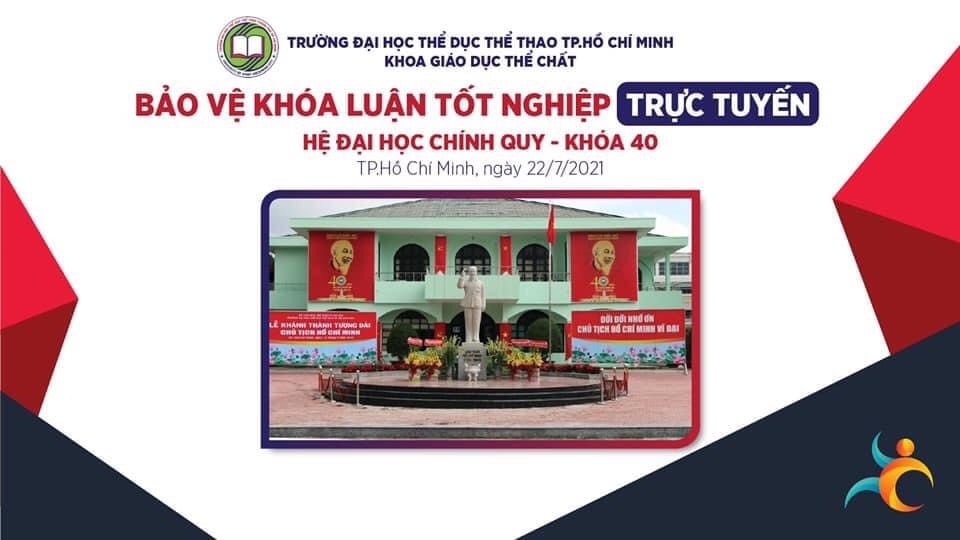 TRƯỜNG ĐẠI HỌC THỂ DỤC THỂ THAO TP.HỒ CHÍ MINH
KHOA GIÁO DỤC THỂ CHẤT
BẢO VỆ KHÓA LUẬN TỐT NGHIỆP TRỰC TUYẾN
HỆ ĐẠI HỌC CHÍNH QUY - KHÓA 40
TP.Hồ Chí Minh, ngày 22/7/2021
LỄ KHÁNH THÀNH TƯỢNG ĐÀI
CHỦ TỊCH HỒ CHÍ MINH
ĐỜI ĐỜI NHỚ ƠN
CHỦ TỊCH HỒ CHÍ MINH VĨ ĐẠI